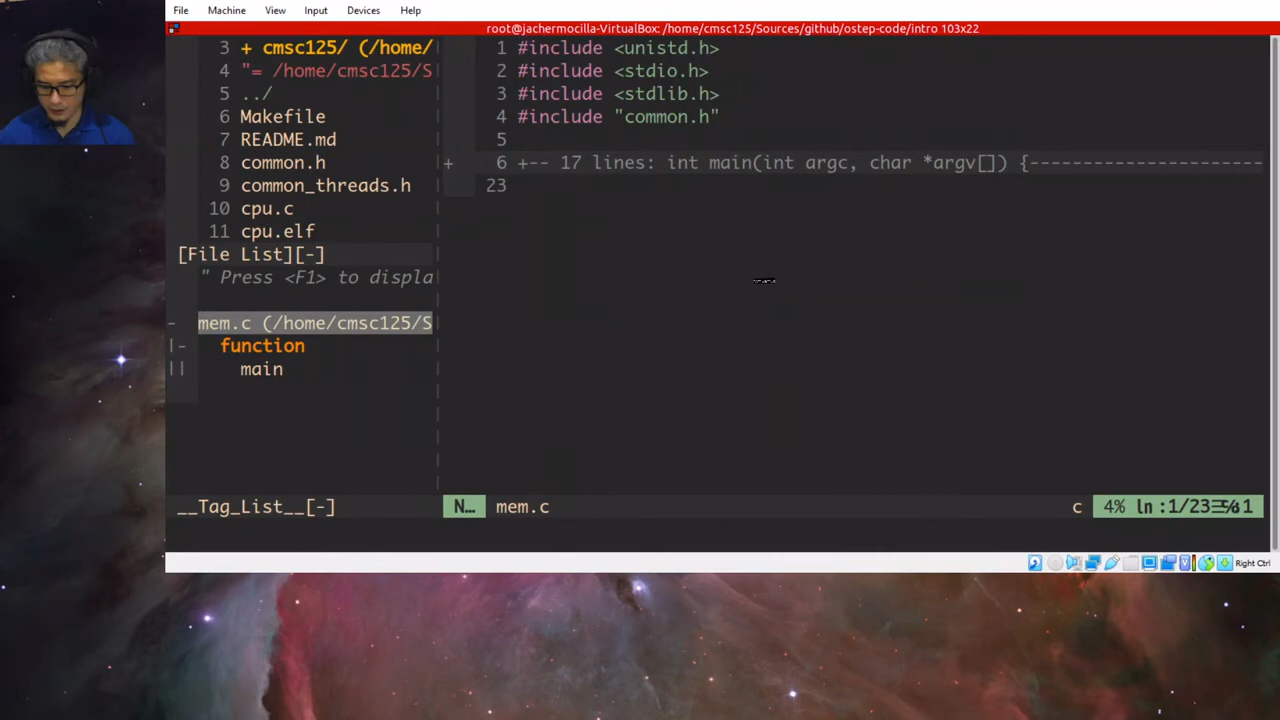 File Machine View Input Devices Help
root@jachermocilla-VirtualBox: /home/cmsc125/Sources/github/ostep-code/intro 103x22
3 + cmsc125/ (/home/
4 "= /home/cmsc125/S
5 ../
6 Makefile
7 README.md
8 common.h
9 common_threads.h
10 cpu.c
11 cpu.elf
[File List][-]
" Press <F1> to displa
- mem.c (/home/cmsc125/S
|- function
|| main
__Tag_List__[-]
1 #include <unistd.h>
2 #include <stdio.h>
3 #include <stdlib.h>
4 #include "common.h"
5
+ 6 +-- 17 lines: int main(int argc, char *argv[]) {-----------------------
23
N… mem.c c 4% ln :1/23
Right Ctrl